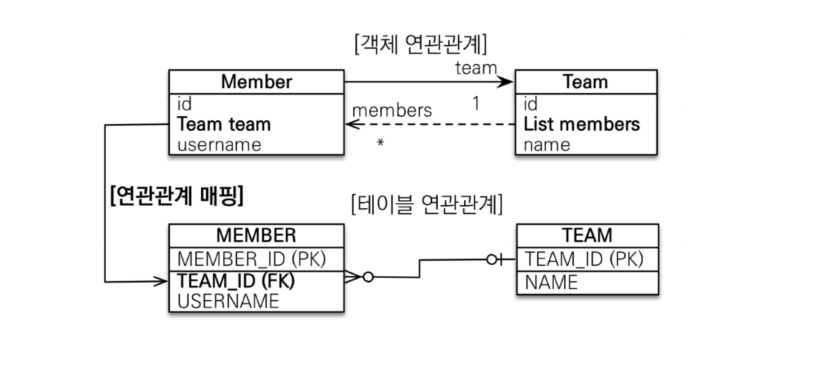 [객체 연관관계]
team
Member
Team
id
Team team
username
members
1
*
id
List members
name
[연관관계 매핑]
[테이블 연관관계]
MEMBER
MEMBER_ID (PK)
TEAM_ID (FK)
USERNAME
TEAM
TEAM_ID (PK)
NAME